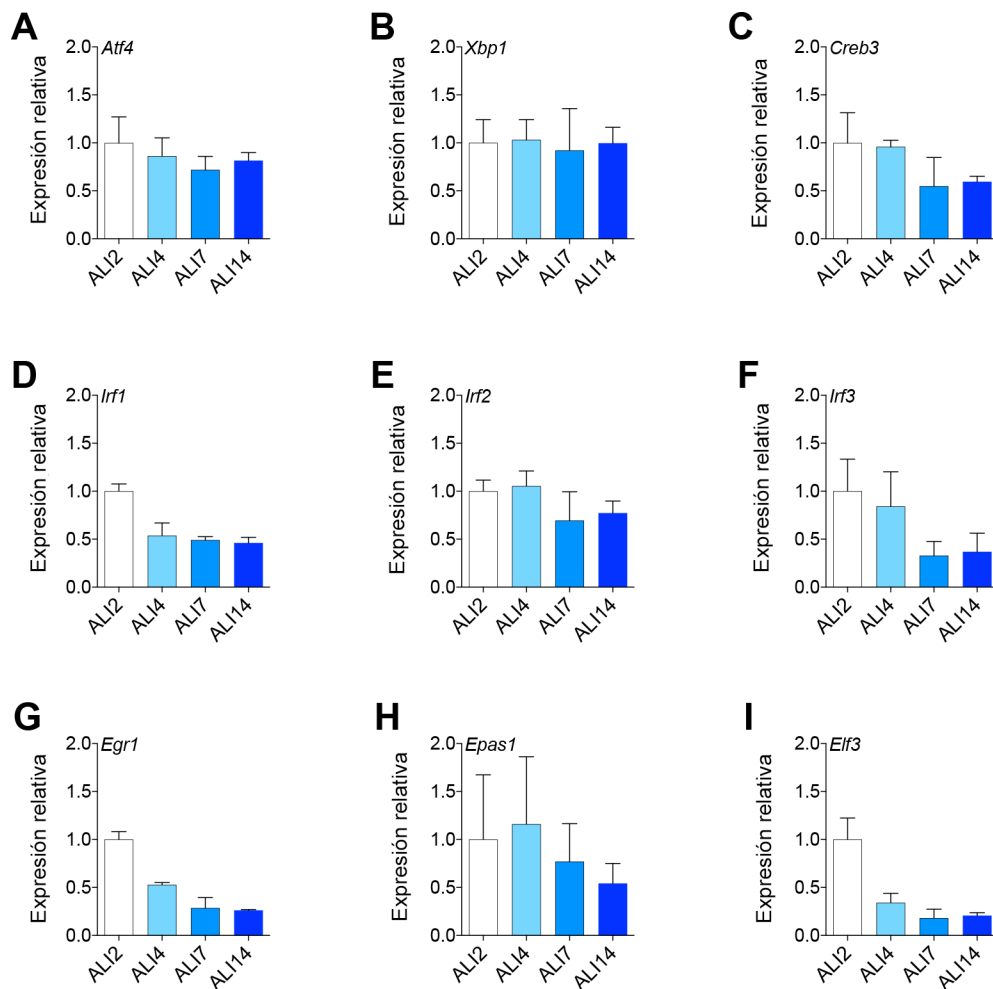 A
Atf4
Expresión relativa
2.0
1.5
1.0
0.5
0.0
ALI2
ALI4
ALI7
ALI14
B
Xbp1
Expresión relativa
2.0
1.5
1.0
0.5
0.0
ALI2
ALI4
ALI7
ALI14
C
Creb3
Expresión relativa
2.0
1.5
1.0
0.5
0.0
ALI2
ALI4
ALI7
ALI14
D
Irf1
Expresión relativa
2.0
1.5
1.0
0.5
0.0
ALI2
ALI4
ALI7
ALI14
E
Irf2
Expresión relativa
2.0
1.5
1.0
0.5
0.0
ALI2
ALI4
ALI7
ALI14
F
Irf3
Expresión relativa
2.0
1.5
1.0
0.5
0.0
ALI2
ALI4
ALI7
ALI14
G
Egr1
Expresión relativa
2.0
1.5
1.0
0.5
0.0
ALI2
ALI4
ALI7
ALI14
H
Epas1
Expresión relativa
2.0
1.5
1.0
0.5
0.0
ALI2
ALI4
ALI7
ALI14
I
Elf3
Expresión relativa
2.0
1.5
1.0
0.5
0.0
ALI2
ALI4
ALI7
ALI14